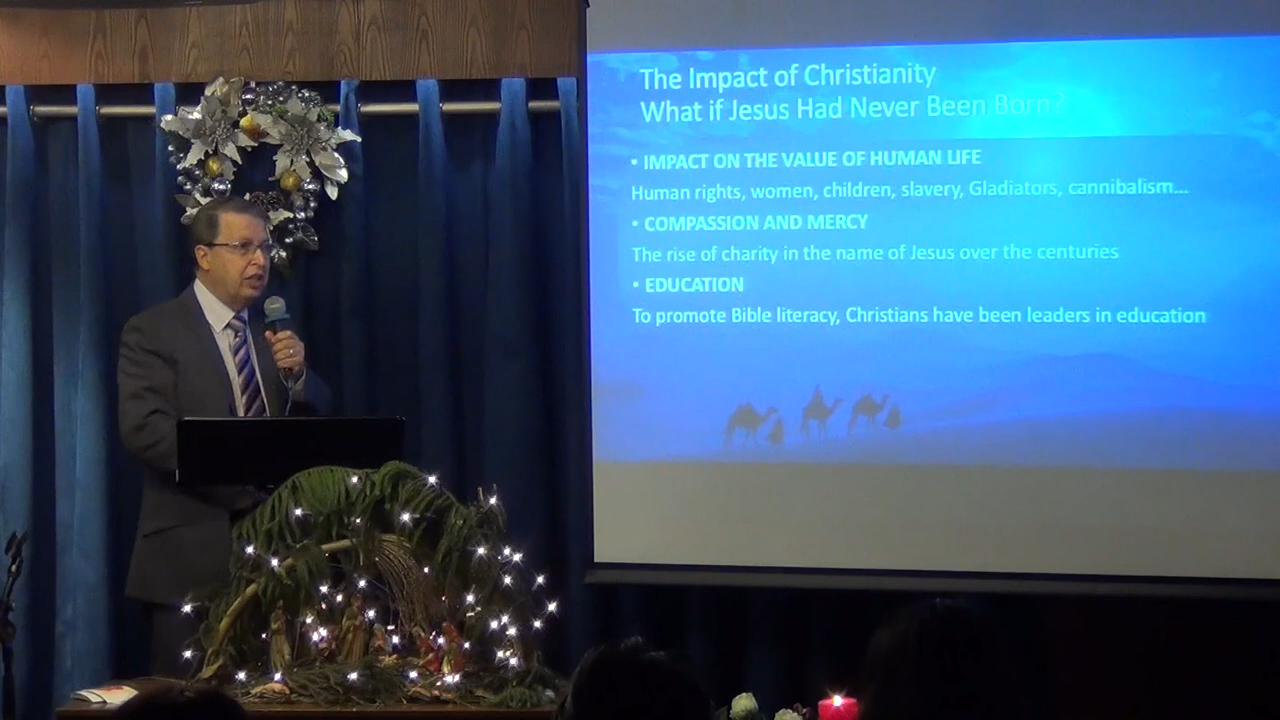 The Impact of Christianity
What if Jesus Had Never Been Born?
• IMPACT ON THE VALUE OF HUMAN LIFE
Human rights, women, children, slavery, Gladiators, cannibalism...
• COMPASSION AND MERCY
The rise of charity in the name of Jesus over the centuries
• EDUCATION
To promote Bible literacy, Christians have been leaders in education